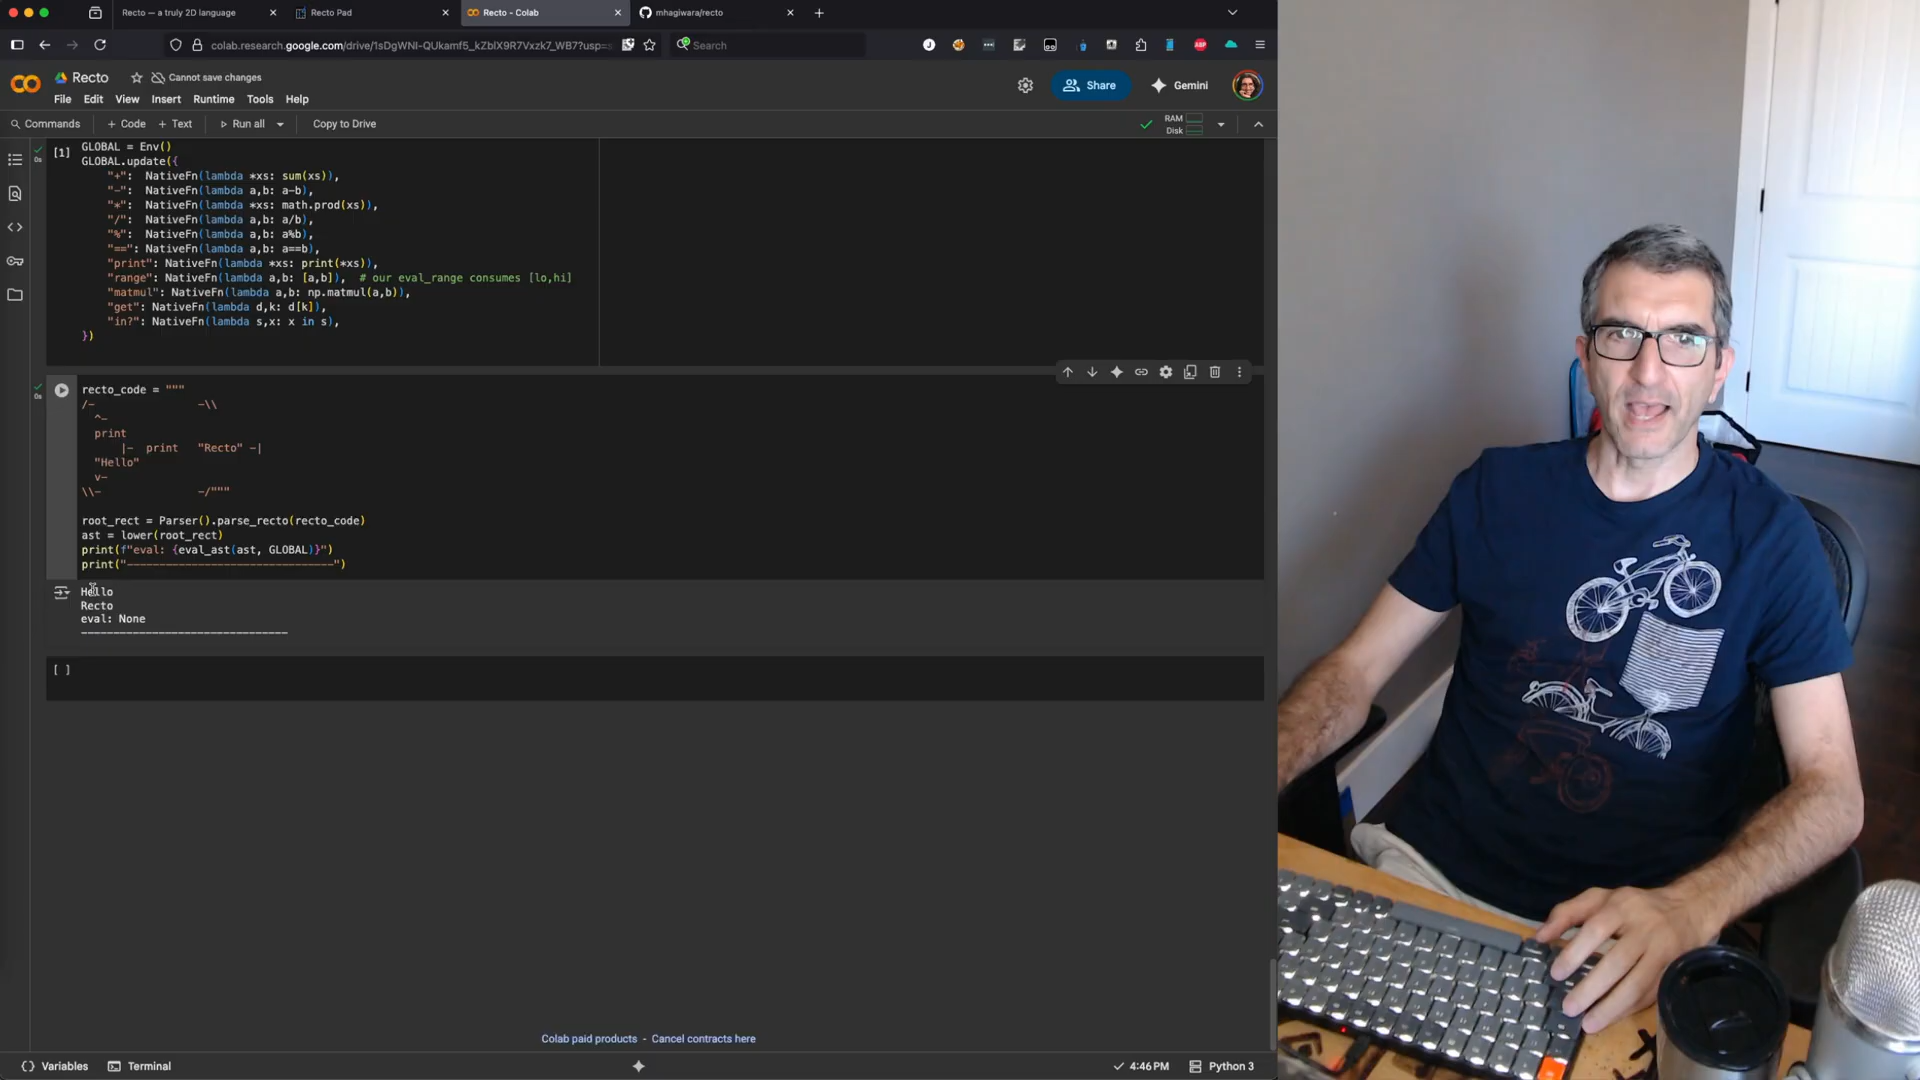 Recto — a truly 2D language
Recto Pad
Recto - Colab
mhagiwara/recto
colab.research.google.com/drive/
Search
Recto
Cannot save changes
File Edit View Insert Runtime Tools Help
Share
Gemini
Commands + Code + Text Run all Copy to Drive
RAM
Disk
[1]
0s
GLOBAL = Env()
GLOBAL.update({
"+":  NativeFn(lambda *xs: sum(xs)),
"-":  NativeFn(lambda a,b: a-b),
"*":  NativeFn(lambda *xs: math.prod(xs)),
"/":  NativeFn(lambda a,b: a/b),
"%":  NativeFn(lambda a,b: a%b),
"==": NativeFn(lambda a,b: a==b),
"print": NativeFn(lambda *xs: print(*xs)),
"range": NativeFn(lambda a,b: [a,b]),  # our eval_range consumes [lo,hi]
"matmul": NativeFn(lambda a,b: np.matmul(a,b)),
"get": NativeFn(lambda d,k: d[k]),
"in?": NativeFn(lambda s,x: x in s),
})
0s
recto_code = """
/-                -\\
^-
print
|-  print   "Recto" -|
"Hello"
v-
\\-                -/"""
root_rect = Parser().parse_recto(recto_code)
ast = lower(root_rect)
print(f"eval: {eval_ast(ast, GLOBAL)}")
print("--------------------------------")
Hello
Recto
eval: None
--------------------------------
[ ]
Colab paid products - Cancel contracts here
Variables
Terminal
4:46 PM
Python 3